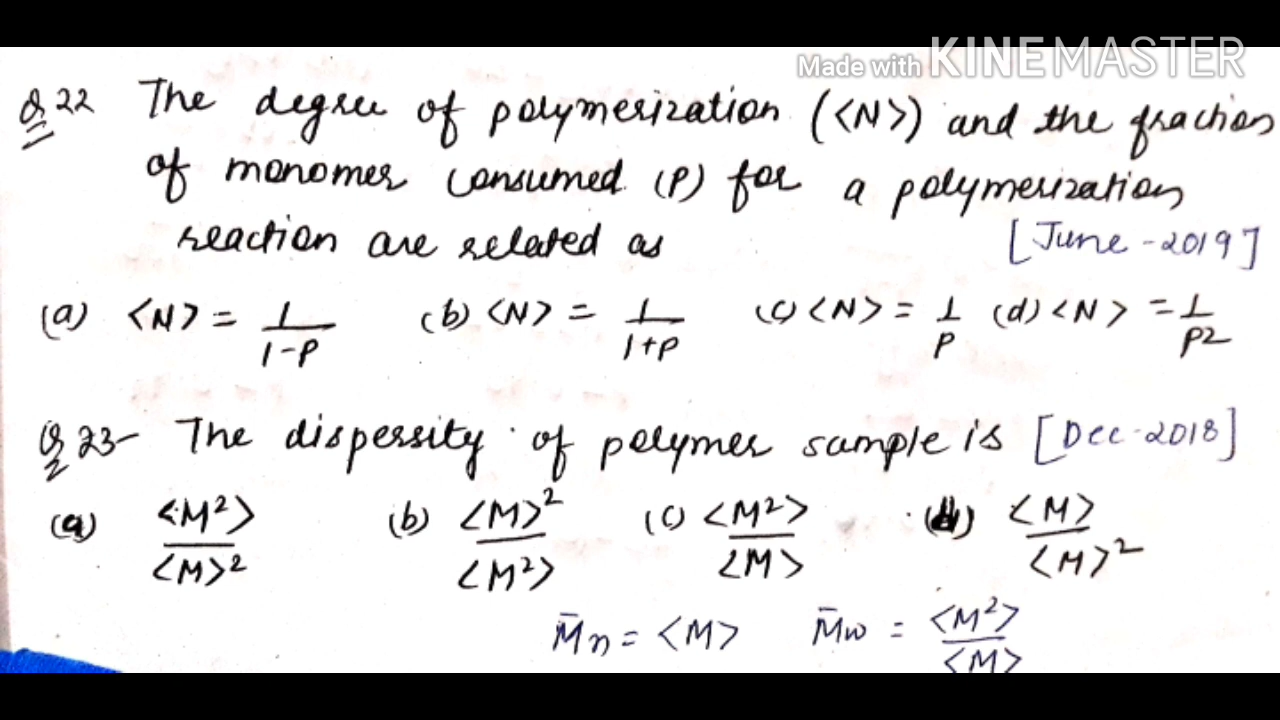 Made with KINEMASTER
Q 22 The degree of polymerization (<N>) and the fraction
of monomer consumed (P) for a polymerization
reaction are related as [June - 2019]
(a) <N> = 1/1-P (b) <N> = 1/1+P (c) <N> = 1/P (d) <N> = 1/P2
Q 23- The dispersity of polymer sample is [Dec-2018]
(a) <M²>/<M>² (b) <M>²/<M²> (c) <M²>/<M> (d) <M>/<M>²
M̄n = <M> M̄w = <M²>/<M>